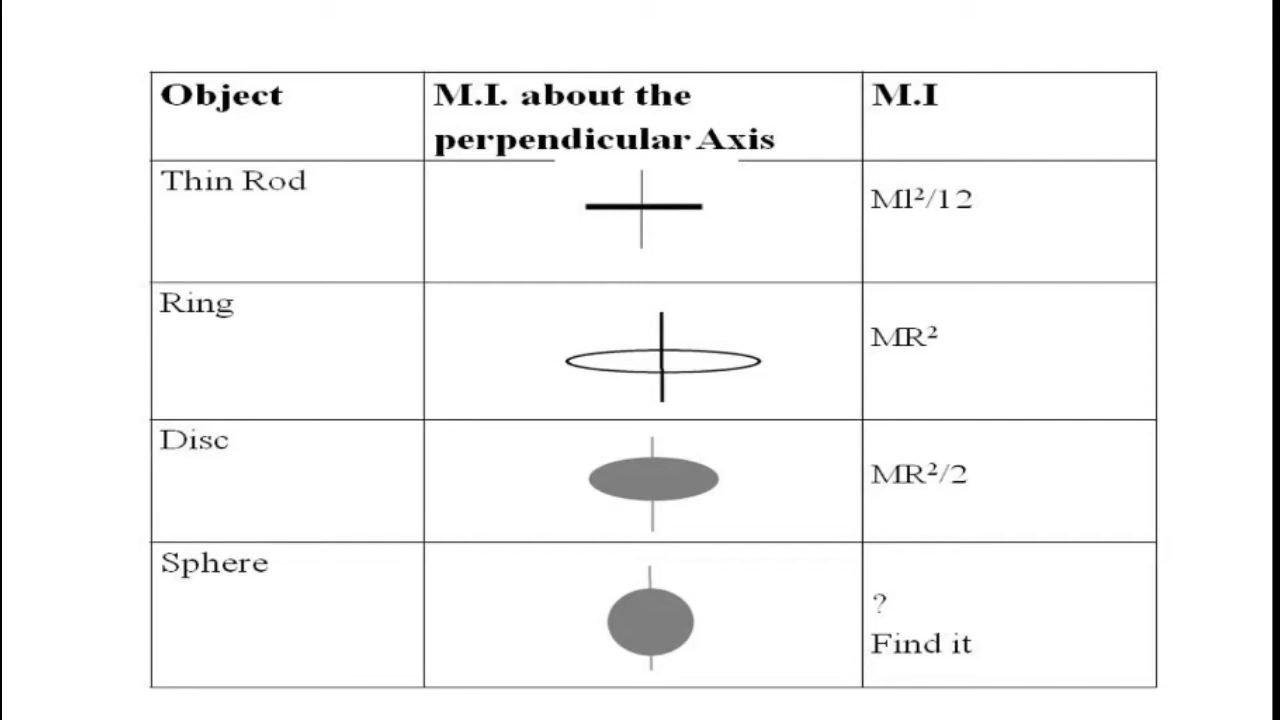 Object
M.I. about the
perpendicular Axis
M.I
Thin Rod
Ml²/12
Ring
MR²
Disc
MR²/2
Sphere
?
Find it